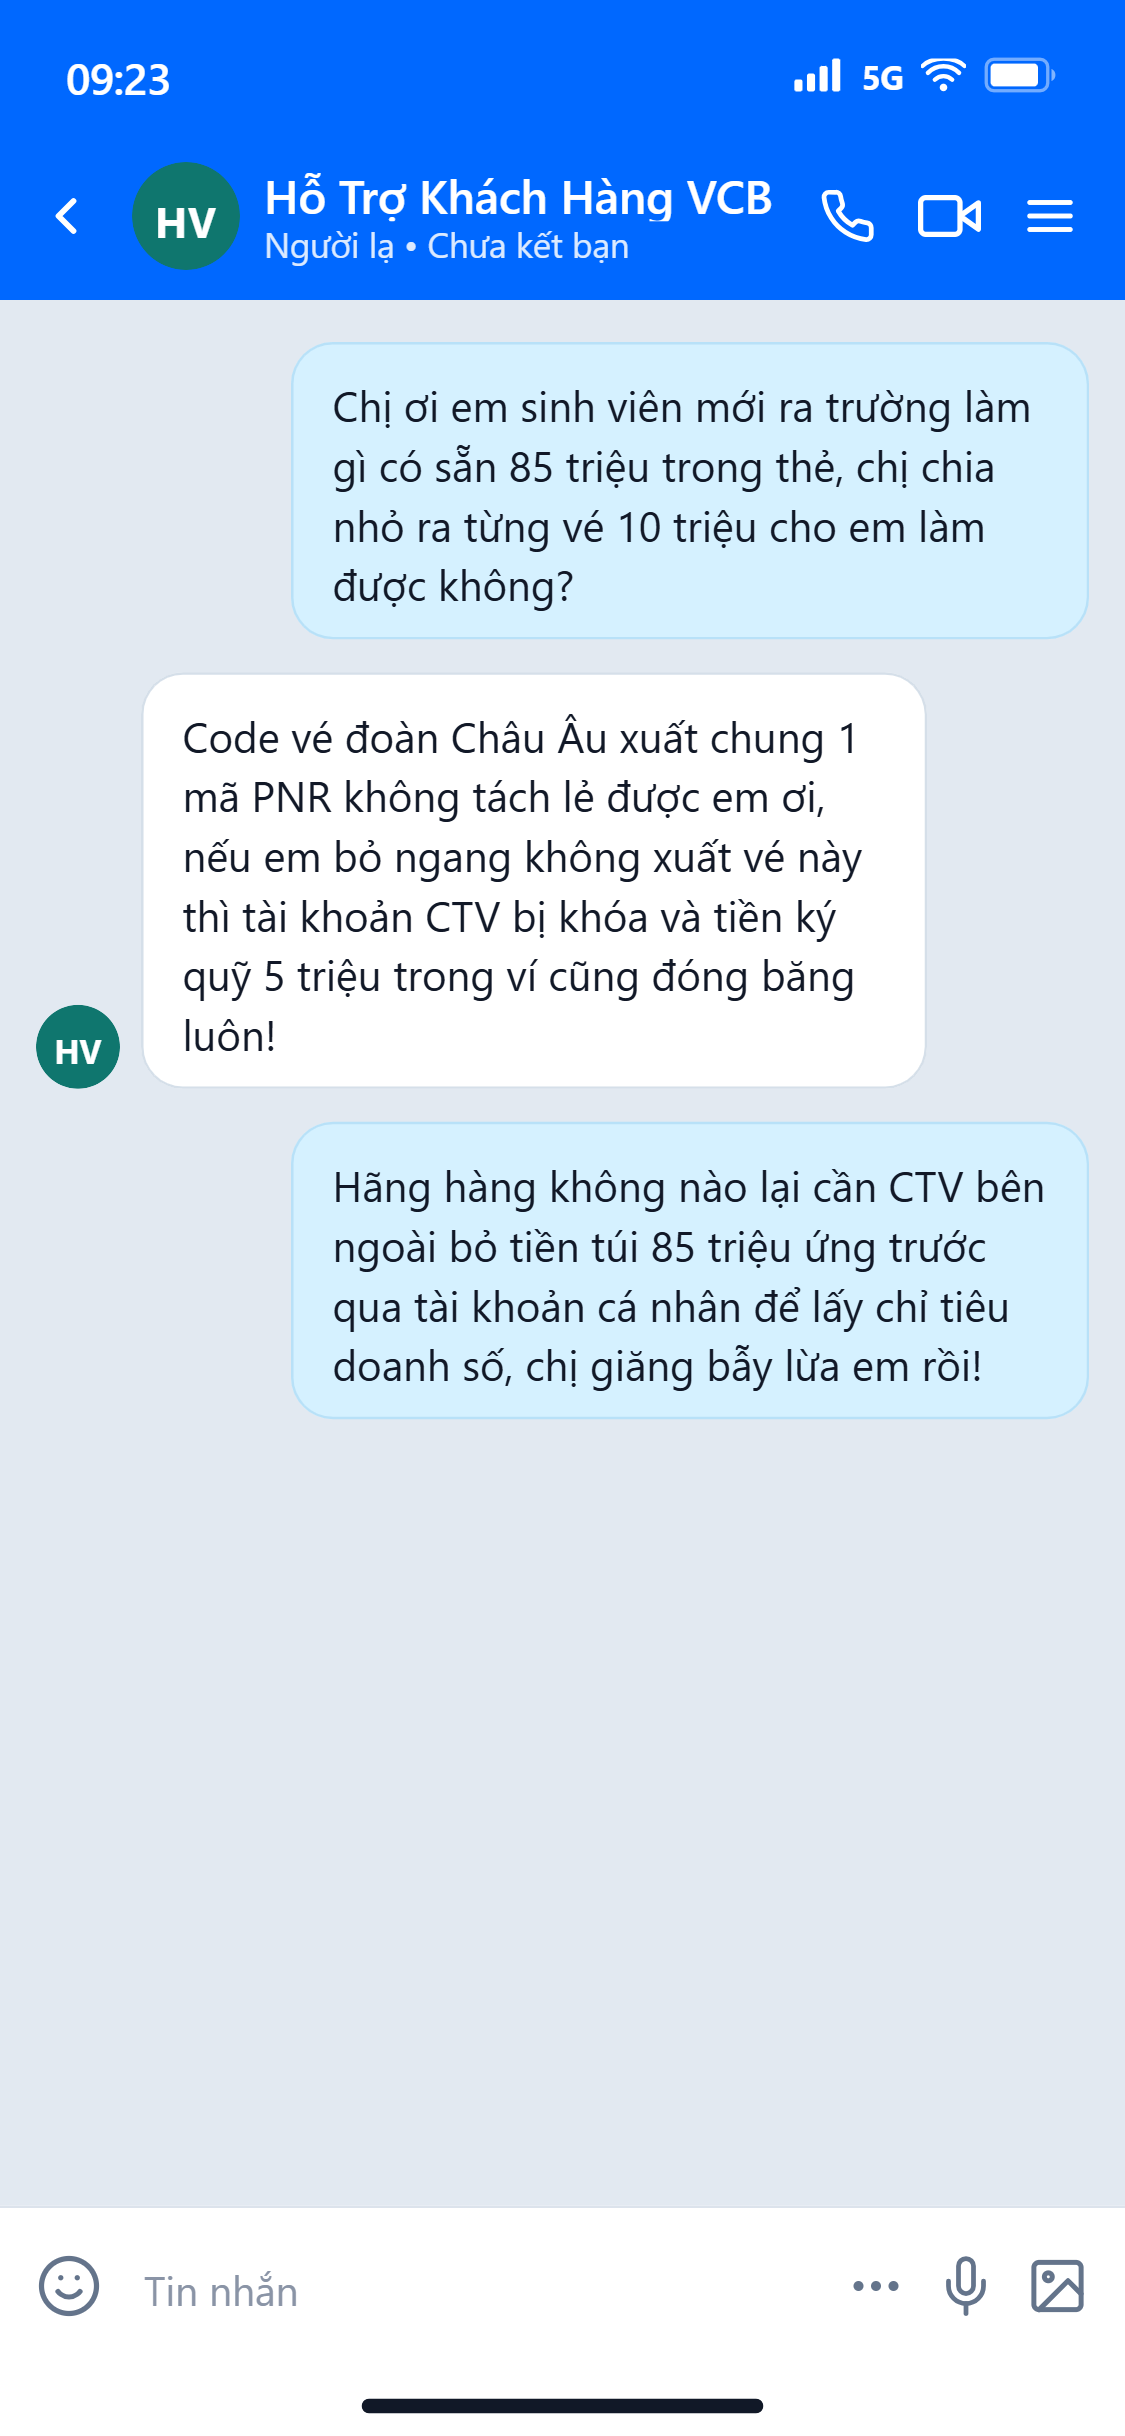 09:23
5G
HV
Hỗ Trợ Khách Hàng VCB
Người lạ • Chưa kết bạn
Chị ơi em sinh viên mới ra trường làm
gì có sẵn 85 triệu trong thẻ, chị chia
nhỏ ra từng vé 10 triệu cho em làm
được không?
Code vé đoàn Châu Âu xuất chung 1
mã PNR không tách lẻ được em ơi,
nếu em bỏ ngang không xuất vé này
thì tài khoản CTV bị khóa và tiền ký
quỹ 5 triệu trong ví cũng đóng băng
luôn!
HV
Hãng hàng không nào lại cần CTV bên
ngoài bỏ tiền túi 85 triệu ứng trước
qua tài khoản cá nhân để lấy chỉ tiêu
doanh số, chị giăng bẫy lừa em rồi!
Tin nhắn